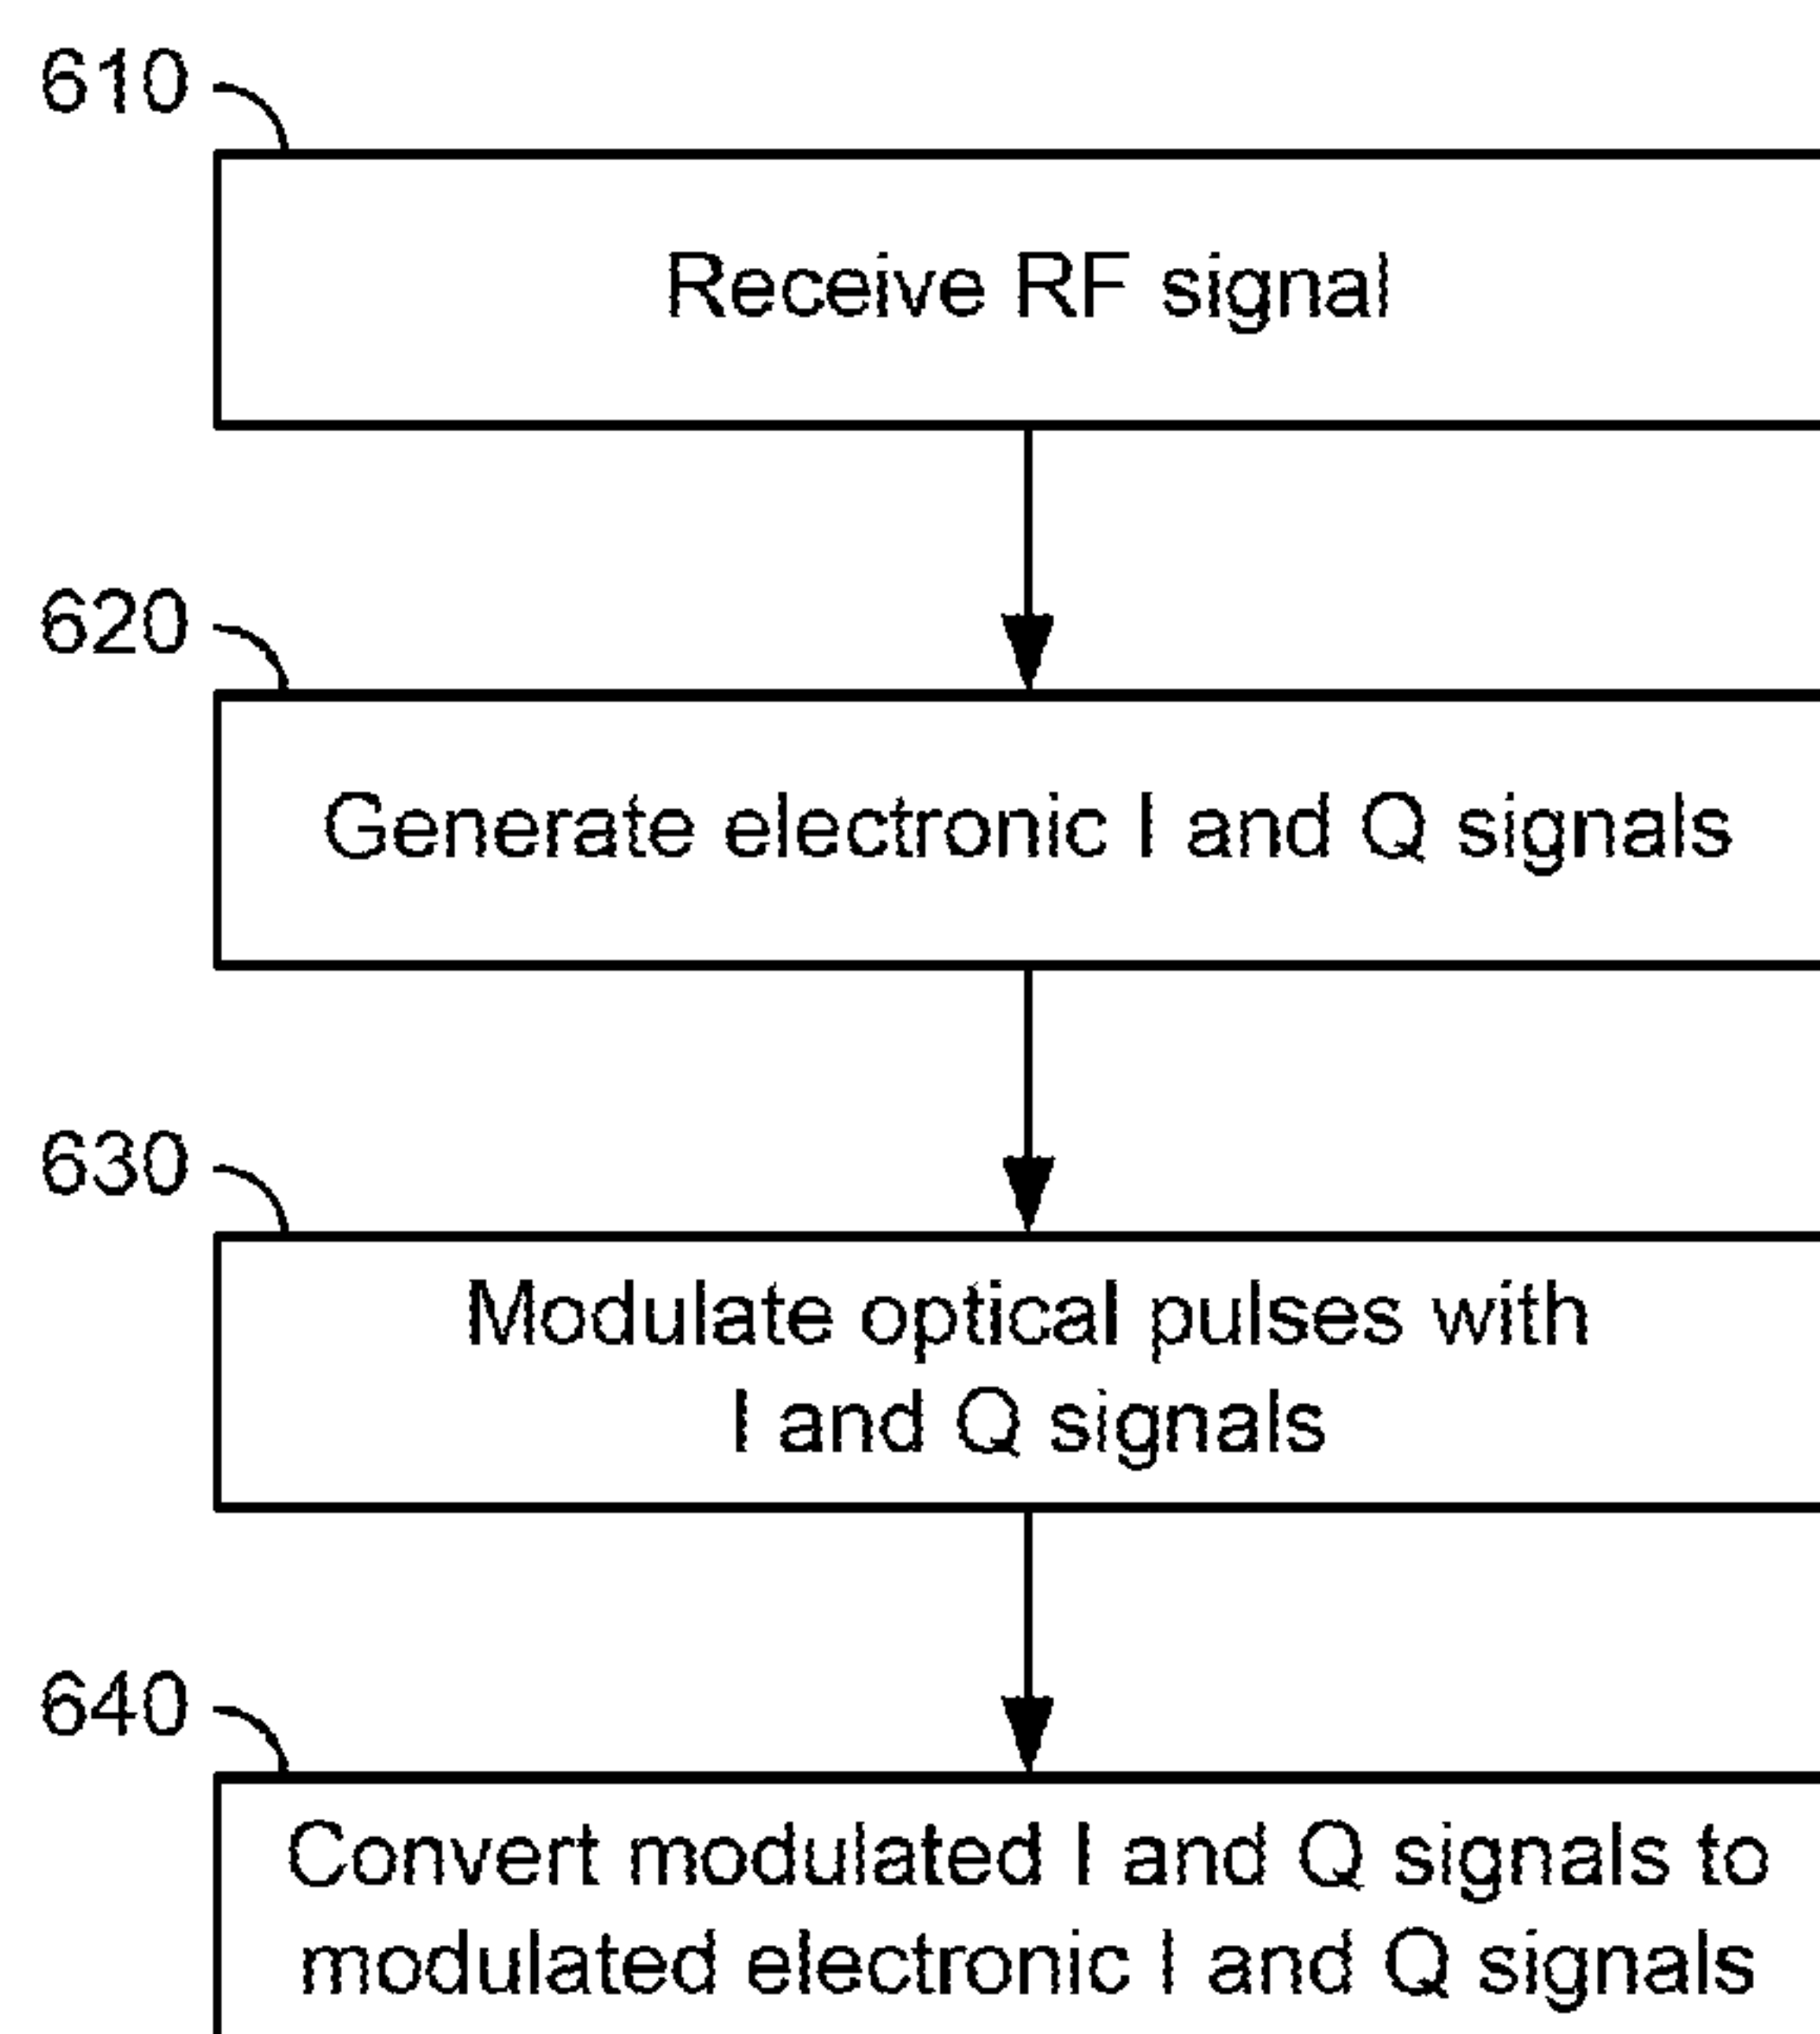 610
Receive RF signal
620
Generate electronic I and Q signals
630
Modulate optical pulses with
I and Q signals
640
Convert modulated I and Q signals to
modulated electronic I and Q signals